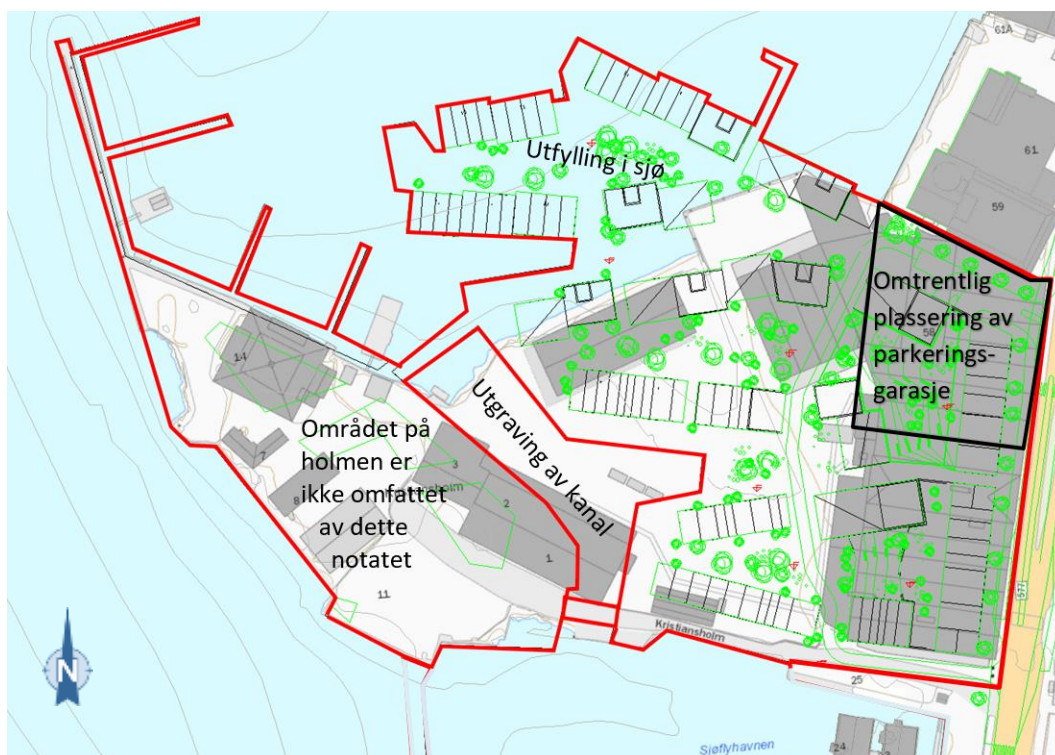 61A
61
59
Utfylling i sjø
Omtrentlig
plassering av
parkerings-
garasje
58
14
Utgraving av kanal
Området på
holmen er
ikke omfattet
av dette
notatet
7
8
3
2
1
11
Kristiansholm
577
25
24
Sjøflyhavnen
N